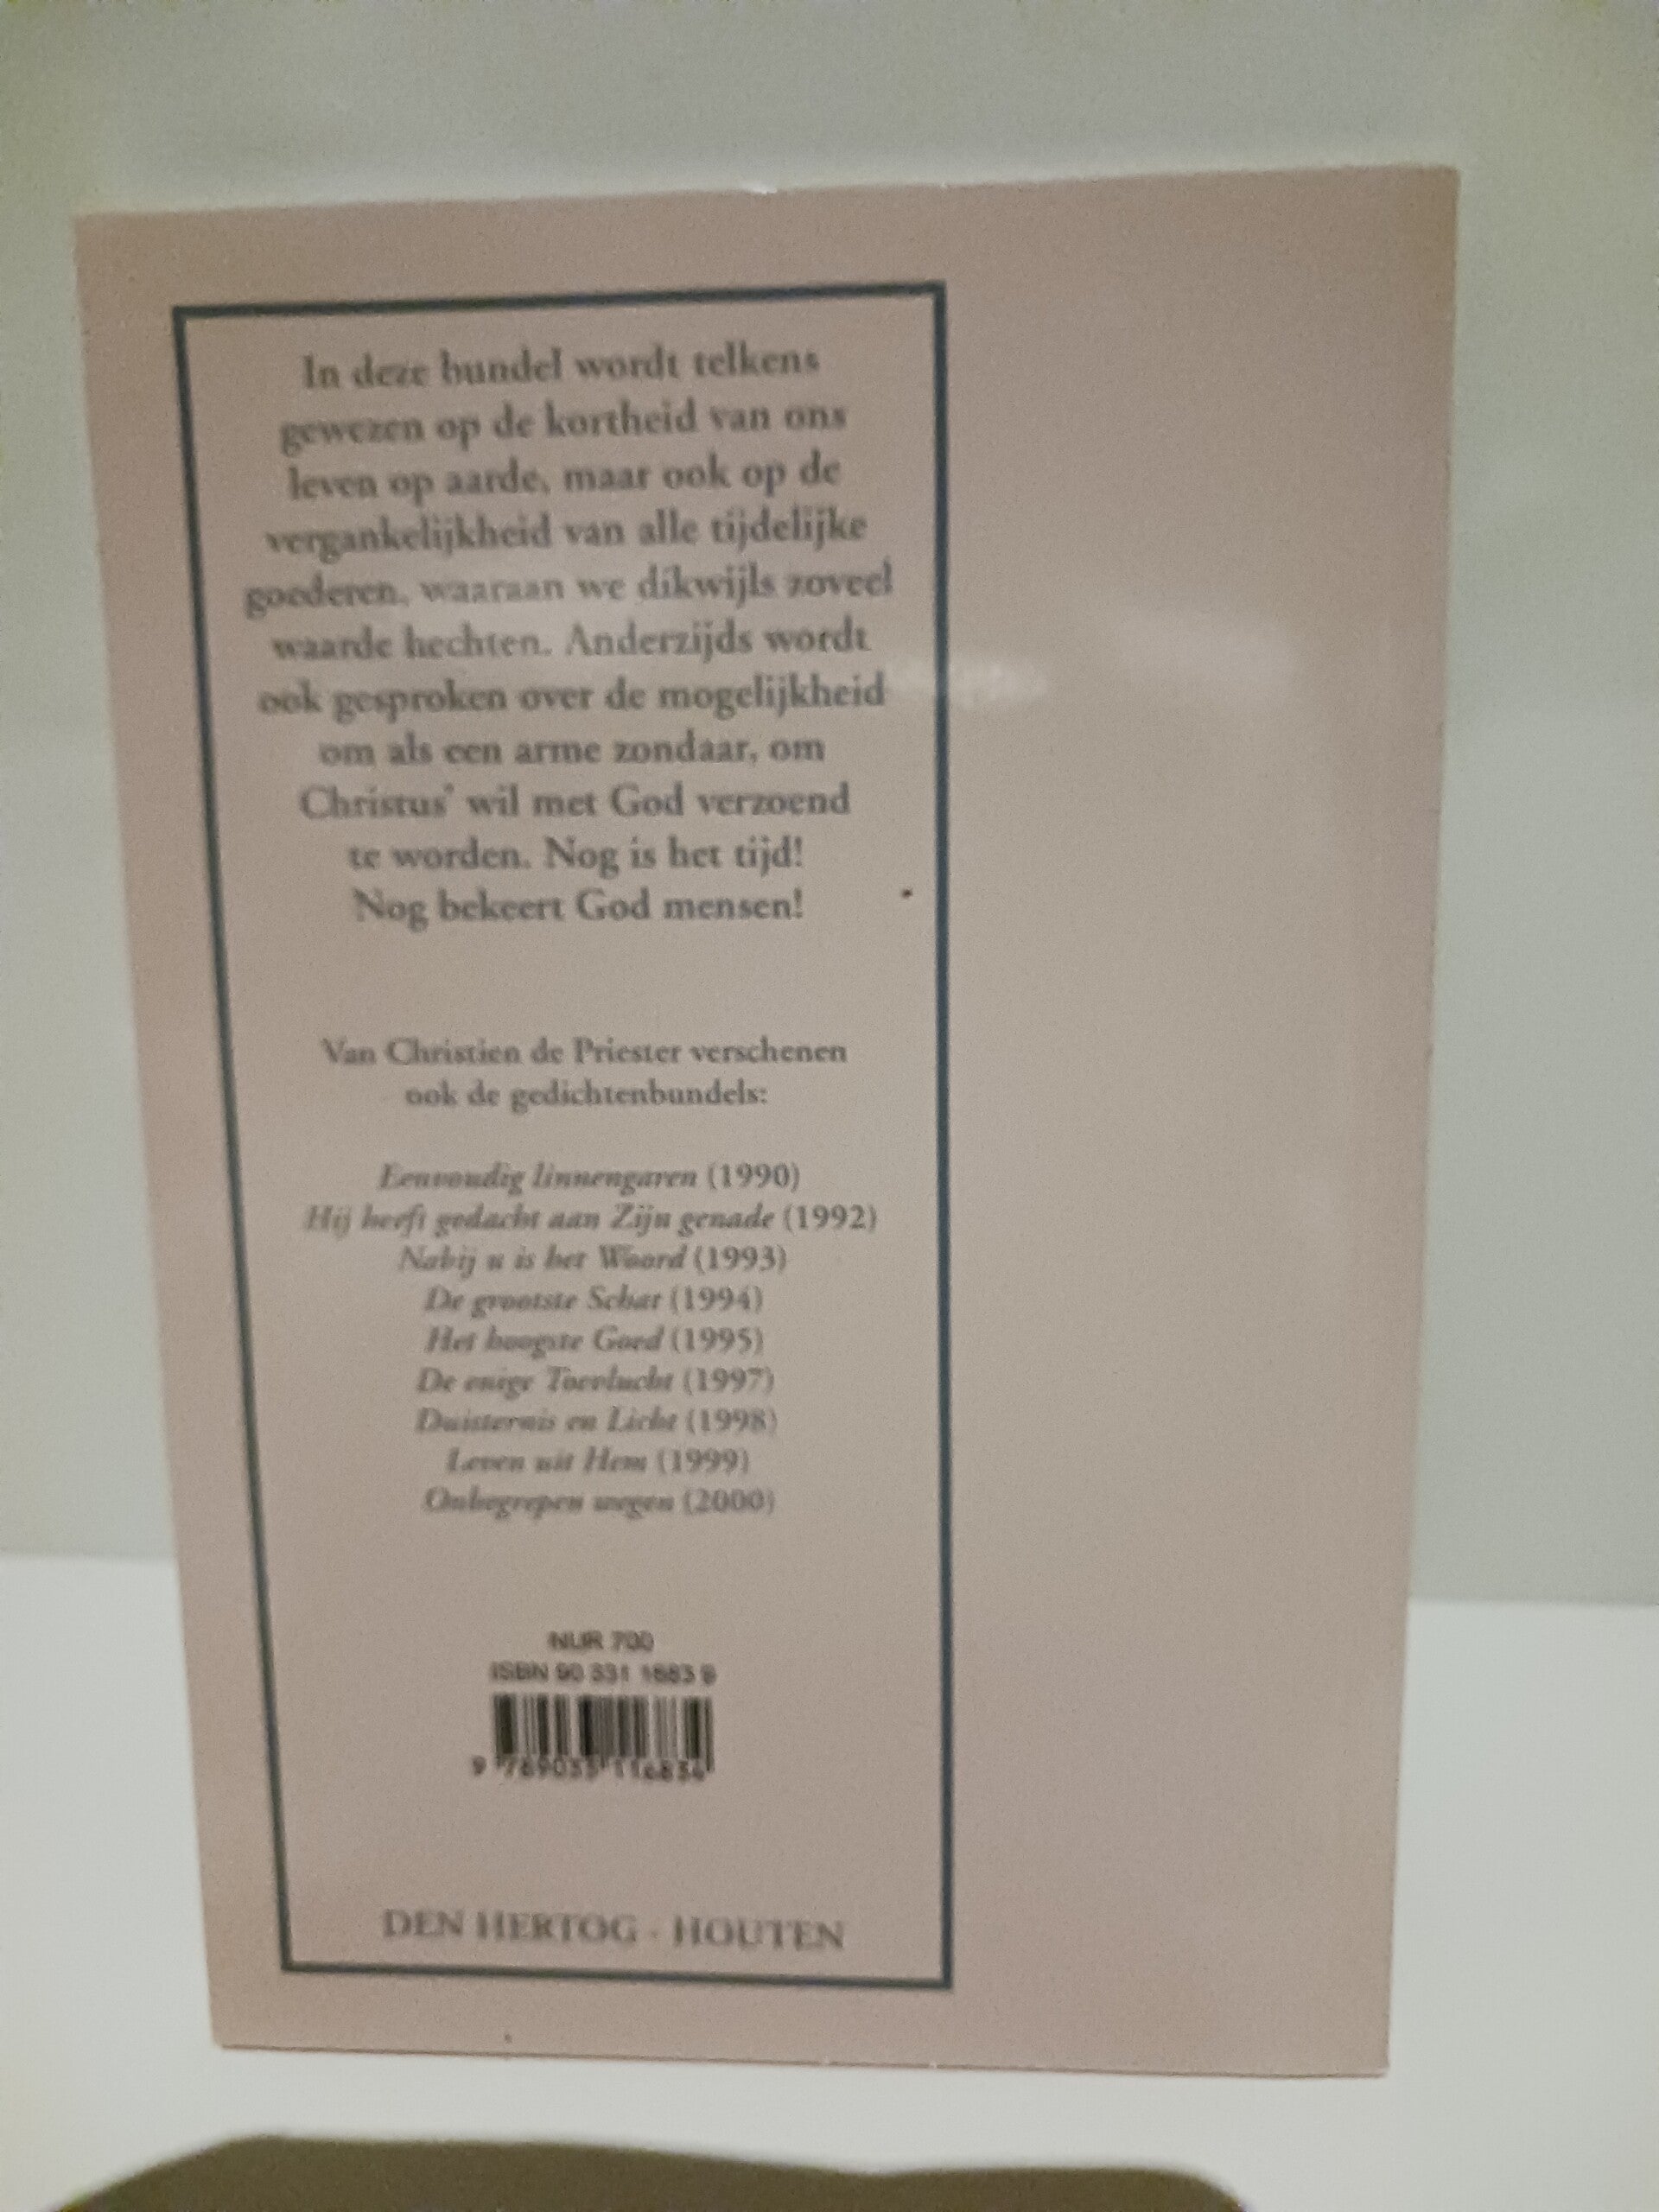 In deze bundel wordt telkens
gewezen op de kortheid van ons
leven op aarde, maar ook op de
vergankelijkheid van alle tijdelijke
goederen, waaraan we dikwijls zoveel
waarde hechten. Anderzijds wordt
ook gesproken over de mogelijkheid
om als een arme zondaar, om
Christus' wil met God verzoend
te worden. Nog is het tijd!
Nog bekeert God mensen!
Van Christien de Priester verschenen
ook de gedichtenbundels:
Eenvoudig linnengaren (1990)
Hij heeft gedacht aan Zijn genade (1992)
Nabij u is het Woord (1993)
De grootste Schat (1994)
Het hoogste Goed (1995)
De enige Toevlucht (1997)
Duisternis en Licht (1998)
Leven uit Hem (1999)
Onbegrepen wegen (2000)
NUR 700
ISBN 90 331 1683 9
9 789033 116834
DEN HERTOG - HOUTEN